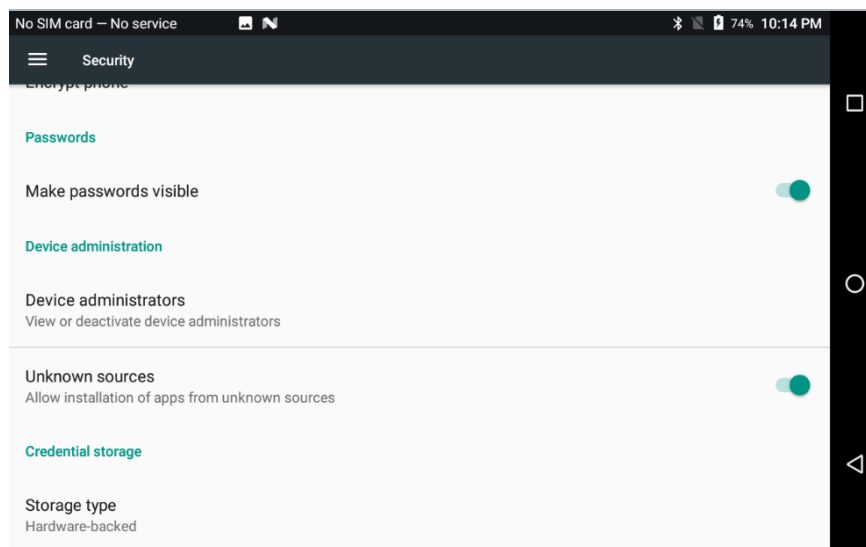 No SIM card — No service
74% 10:14 PM
Security
Encrypt phone
Passwords
Make passwords visible
Device administration
Device administrators
View or deactivate device administrators
Unknown sources
Allow installation of apps from unknown sources
Credential storage
Storage type
Hardware-backed